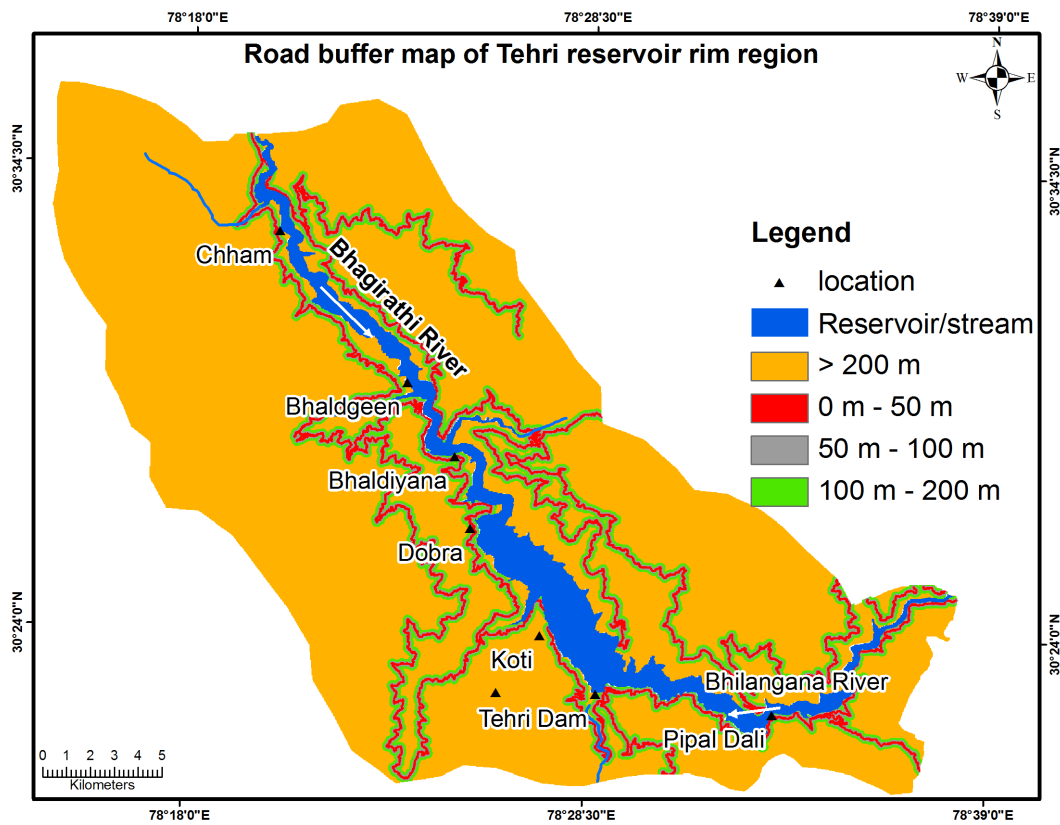 78°18'0"E 78°28'30"E 78°39'0"E
Road buffer map of Tehri reservoir rim region
N
W E
S
30°34'30"N
30°34'30"N
Chham
Bhagirathi River
Legend
location
Reservoir/stream
> 200 m
0 m - 50 m
50 m - 100 m
100 m - 200 m
Bhaldgeen
Bhaldiyana
Dobra
30°24'0"N
30°24'0"N
Koti
Bhilangana River
Tehri Dam
Pipal Dali
0 1 2 3 4 5
Kilometers
78°18'0"E 78°28'30"E 78°39'0"E